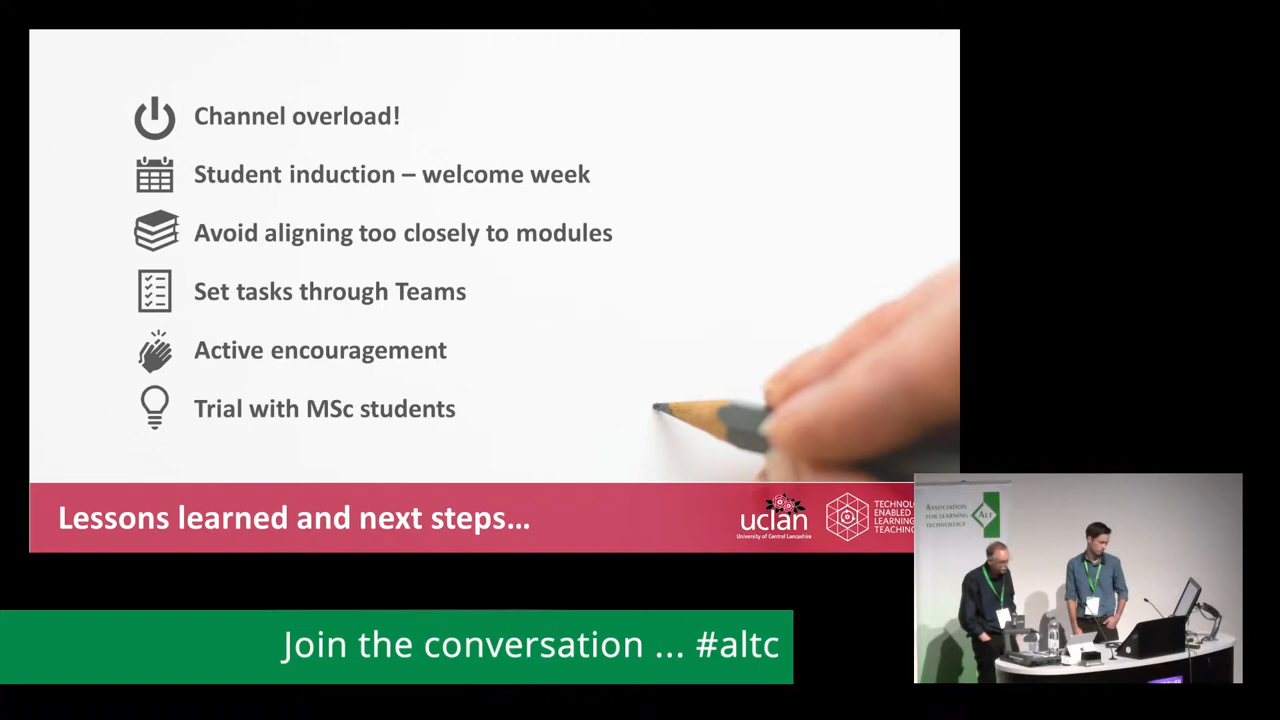 Channel overload!
Student induction – welcome week
Avoid aligning too closely to modules
Set tasks through Teams
Active encouragement
Trial with MSc students
Lessons learned and next steps...
uclan
University of Central Lancashire
TECHNOLO
ENABLED
LEARNING
TEACHING
ASSOCIATION
FOR LEARNING
TECHNOLOGY
ALT
Join the conversation ... #altc